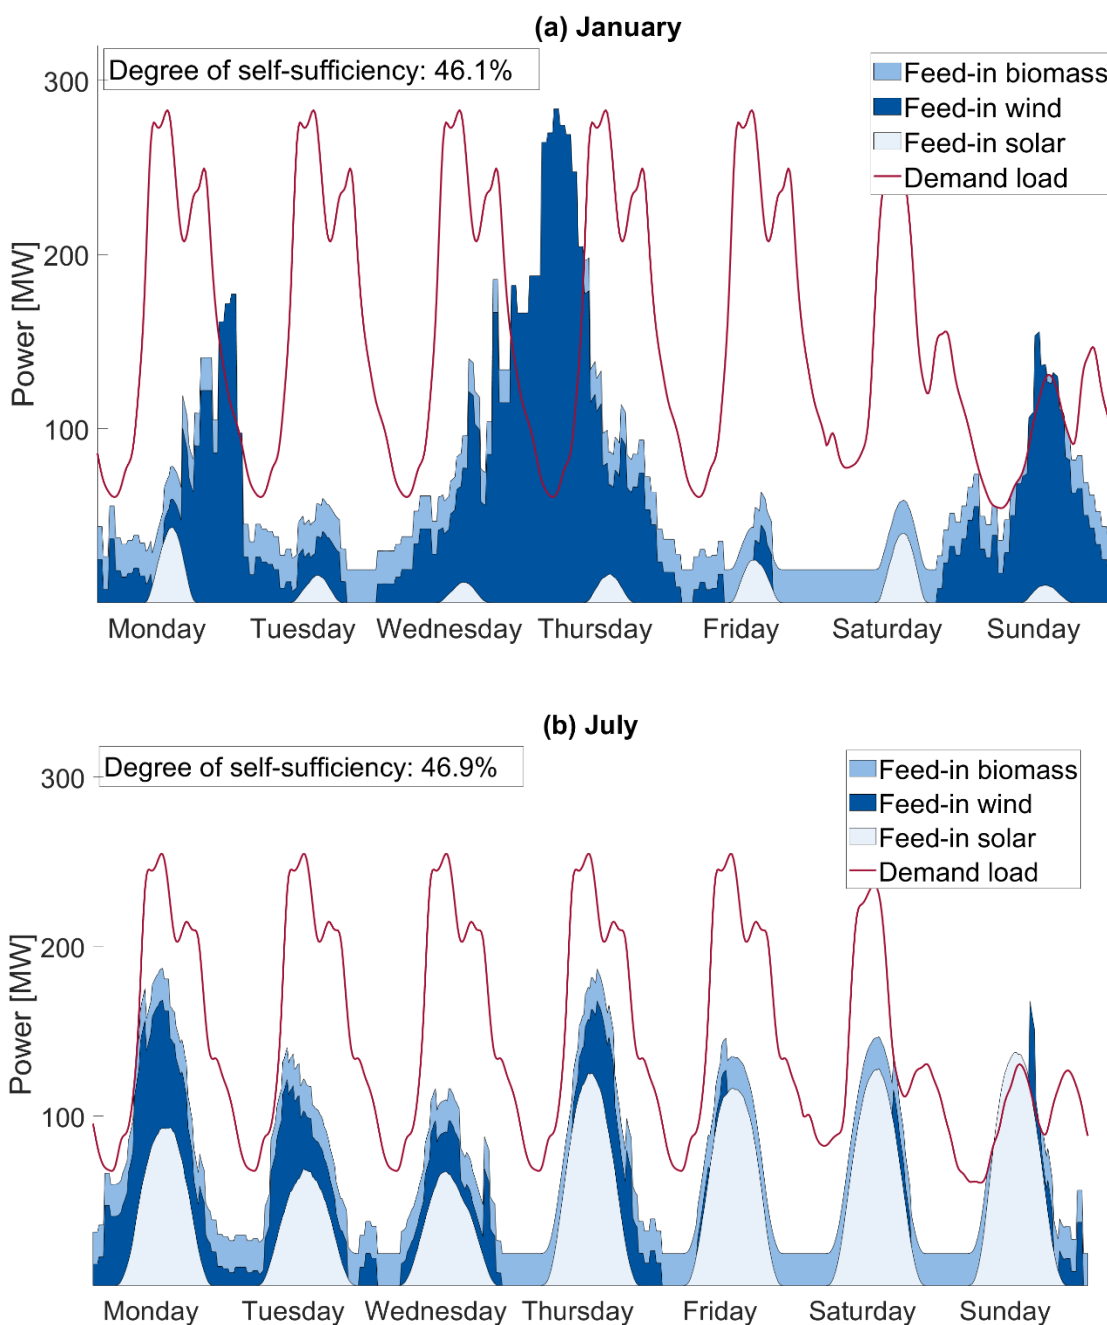 (a) January
Degree of self-sufficiency: 46.1%
Feed-in biomass
Feed-in wind
Feed-in solar
Demand load
300
200
100
Power [MW]
Monday Tuesday Wednesday Thursday Friday Saturday Sunday
(b) July
Degree of self-sufficiency: 46.9%
Feed-in biomass
Feed-in wind
Feed-in solar
Demand load
300
200
100
Power [MW]
Monday Tuesday Wednesday Thursday Friday Saturday Sunday